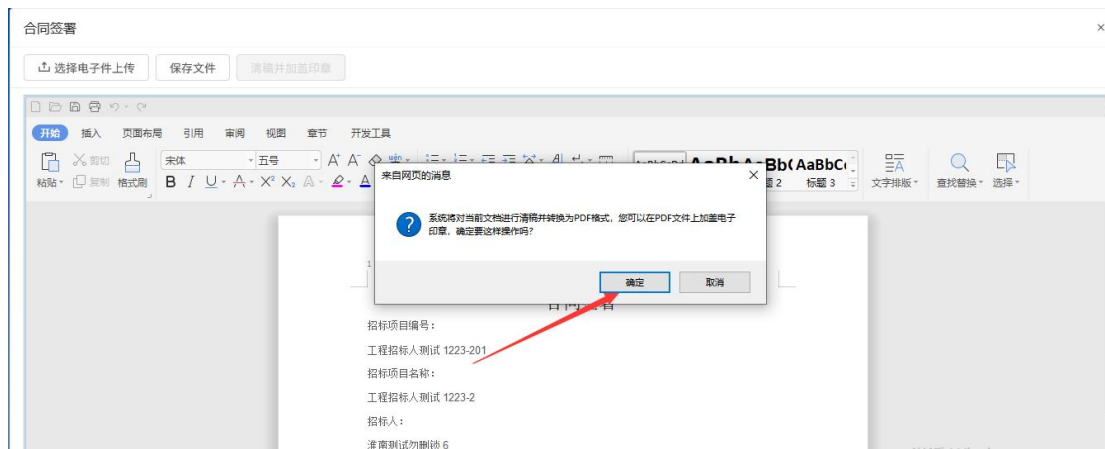 合同签署
选择电子件上传 保存文件 清稿并加盖印章
开始 插入 页面布局 引用 审阅 视图 章节 开发工具
粘贴 剪切 复制 格式刷 宋体 五号 AaBbC
B I U A X² X₂ A A 标题 3 文字排版 查找替换 选择
来自网页的消息
系统将对当前文档进行清稿并转换为PDF格式，您可以在PDF文件上加盖电子
印章，确定要这样操作吗？
确定 取消
合同签署
招标项目编号：
工程招标人测试 1223-201
招标项目名称：
工程招标人测试 1223-2
招标人：
淮南测试勿删锁 6